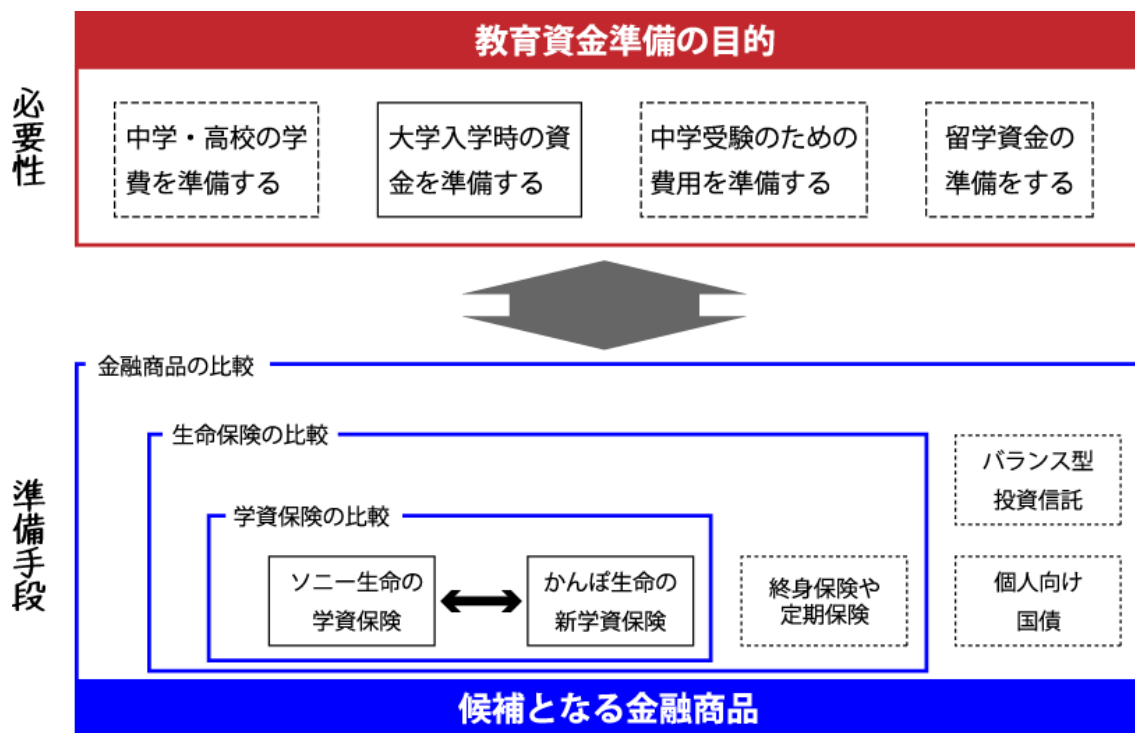 教育資金準備の目的
必要性
中学・高校の学
費を準備する
大学入学時の資
金を準備する
中学受験のための
費用を準備する
留学資金の
準備をする
金融商品の比較
生命保険の比較
学資保険の比較
準備手段
ソニー生命の
学資保険
かんぽ生命の
新学資保険
終身保険や
定期保険
バランス型
投資信託
個人向け
国債
候補となる金融商品